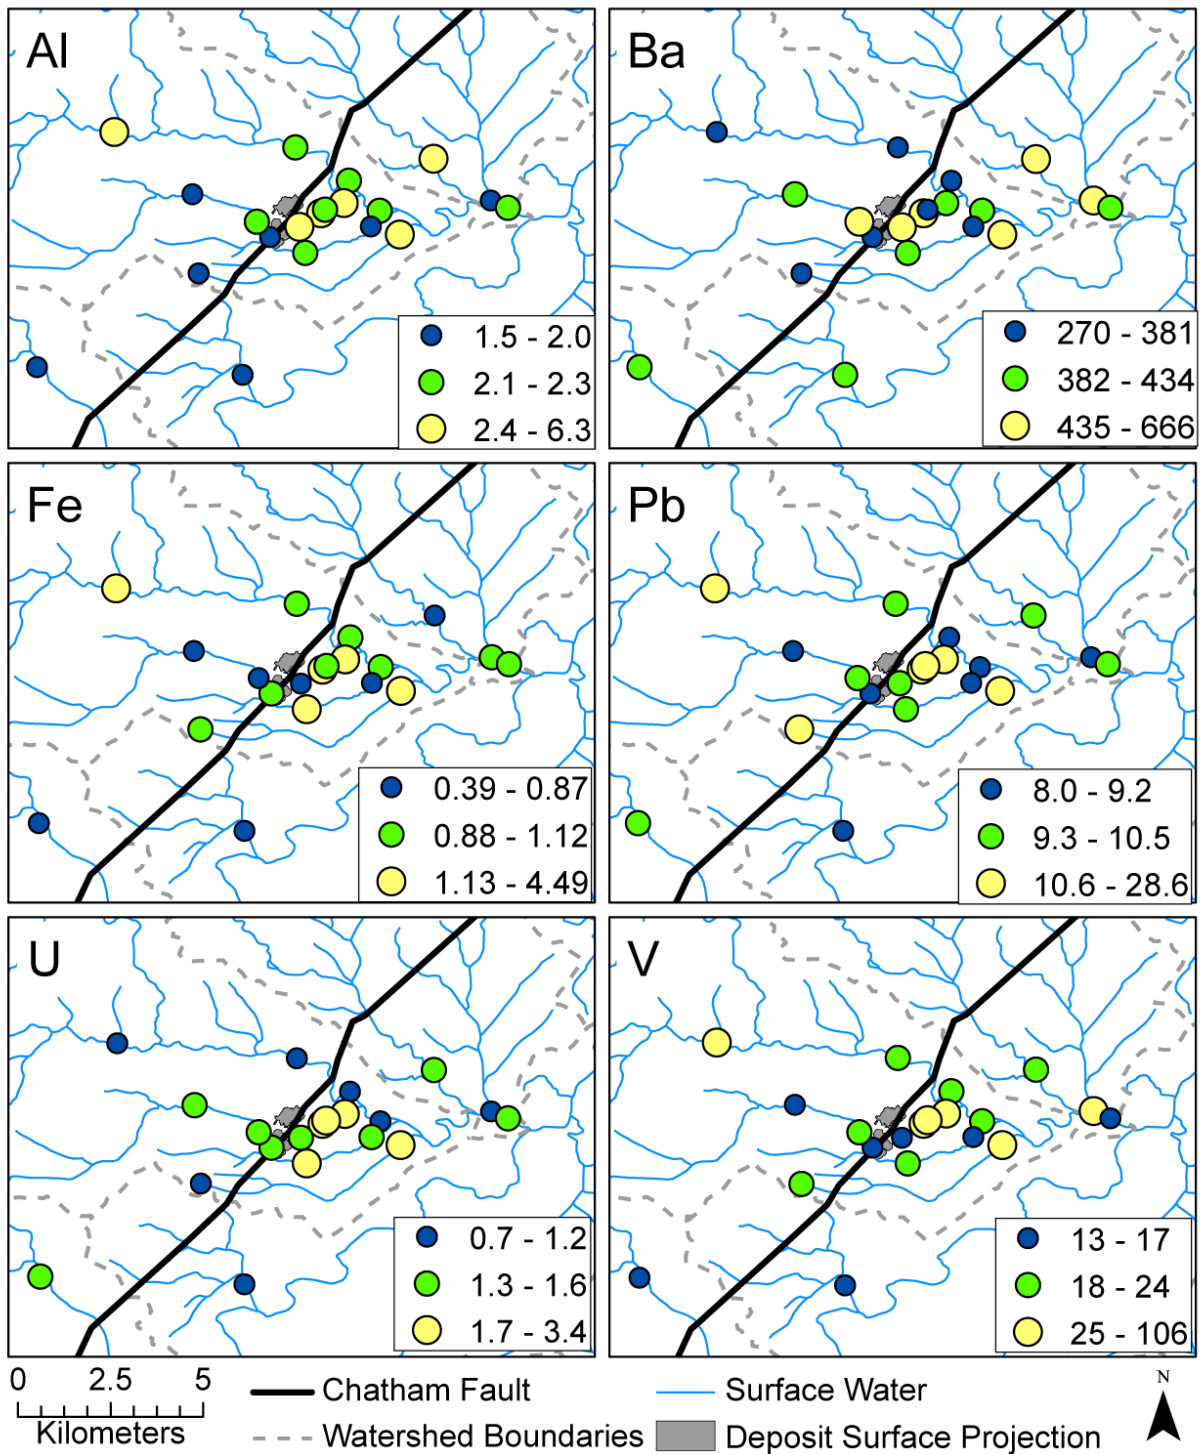 Al
1.5 - 2.0
2.1 - 2.3
2.4 - 6.3
Ba
270 - 381
382 - 434
435 - 666
Fe
0.39 - 0.87
0.88 - 1.12
1.13 - 4.49
Pb
8.0 - 9.2
9.3 - 10.5
10.6 - 28.6
U
0.7 - 1.2
1.3 - 1.6
1.7 - 3.4
V
13 - 17
18 - 24
25 - 106
0 2.5 5
Kilometers
Chatham Fault
Surface Water
Watershed Boundaries
Deposit Surface Projection
N